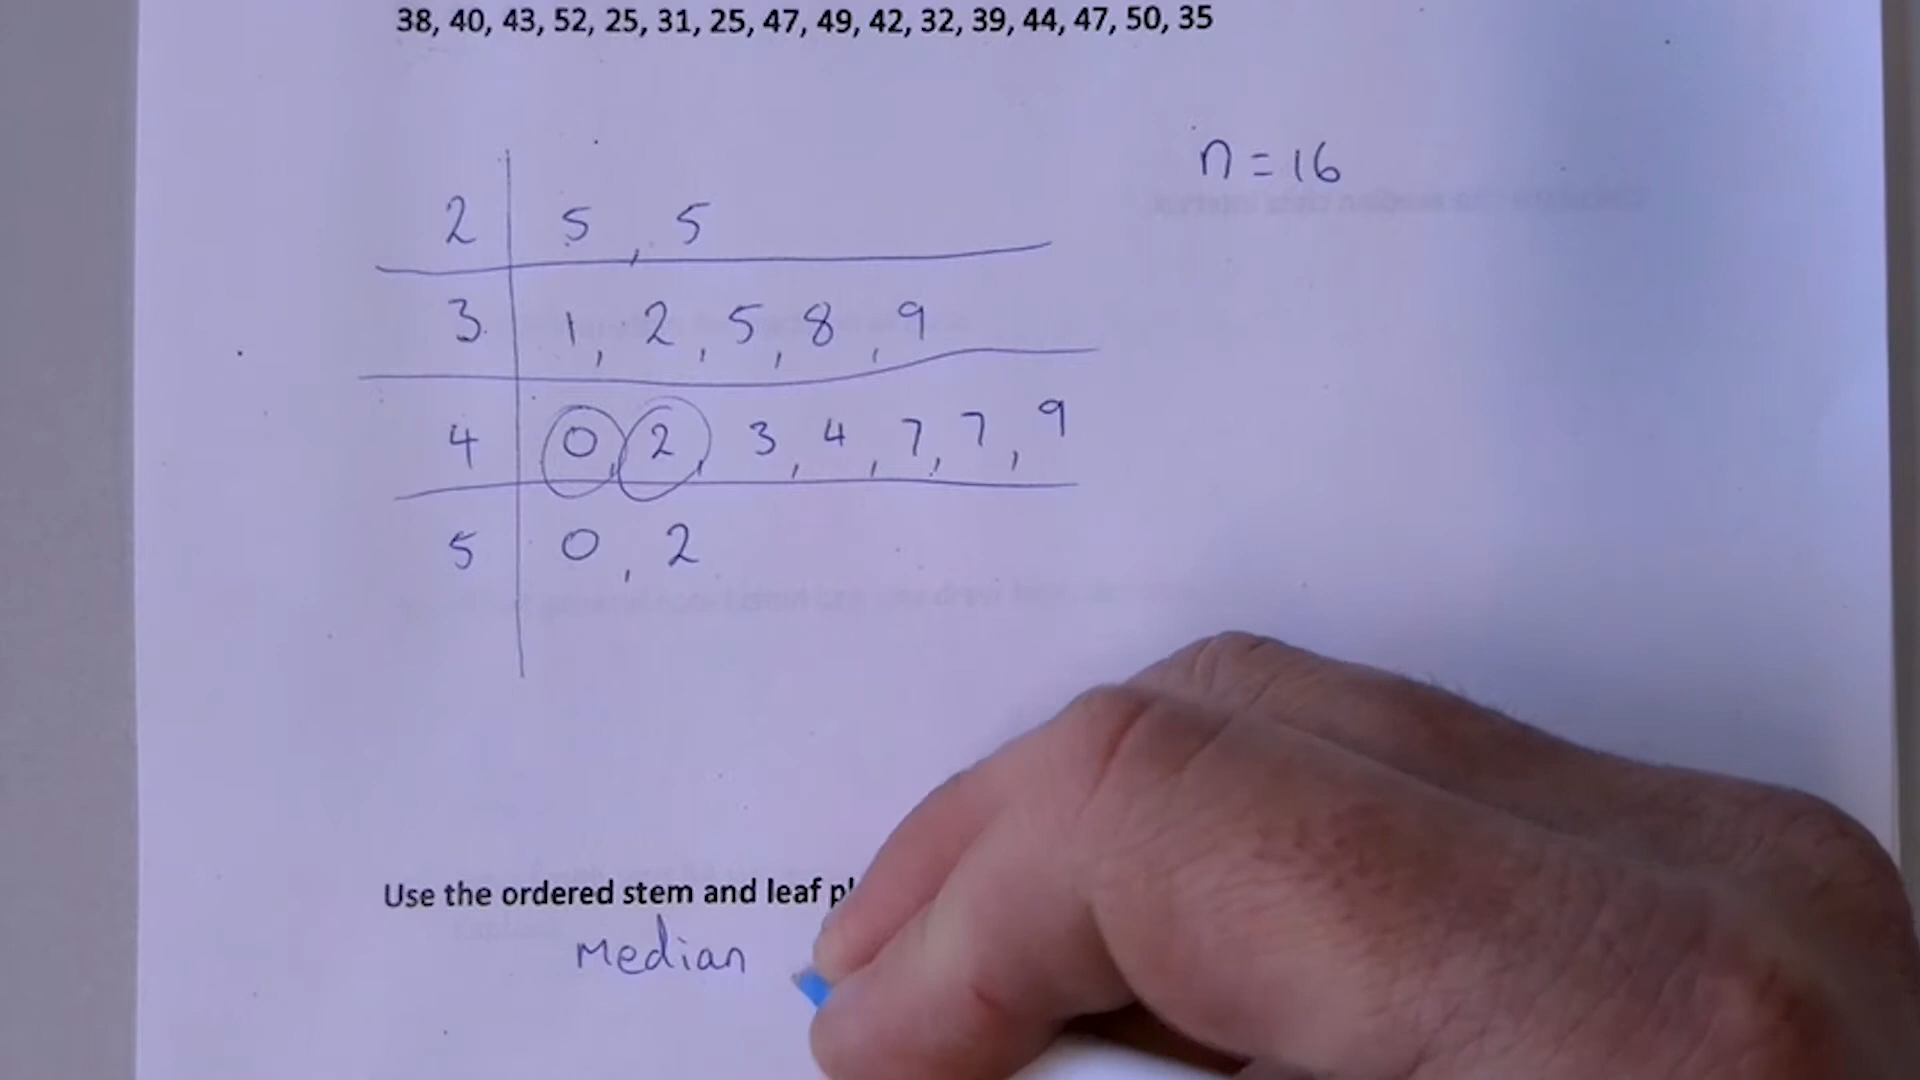 38, 40, 43, 52, 25, 31, 25, 47, 49, 42, 32, 39, 44, 47, 50, 35
n = 16
2 5, 5
3 1, 2, 5, 8, 9
4 0, 2, 3, 4, 7, 7, 9
5 0, 2
Use the ordered stem and leaf
Median